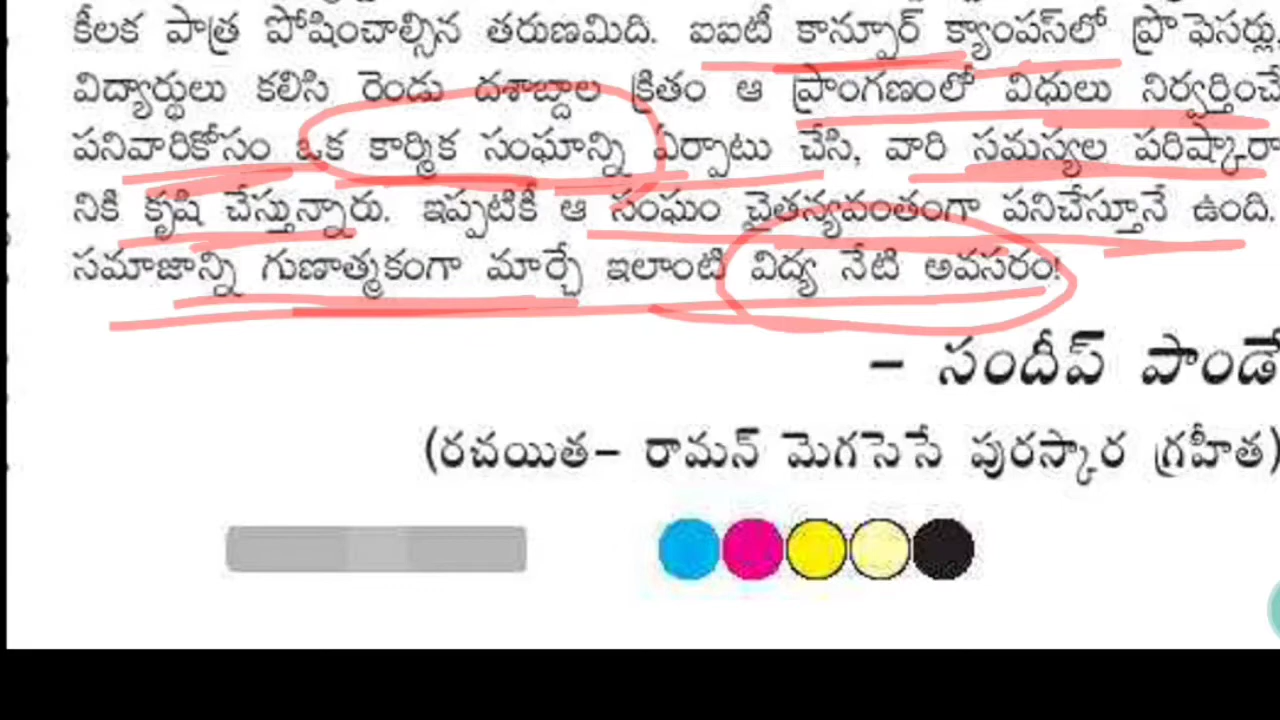 కీలక పాత్ర పోషించాల్సిన తరుణమిది. ఐఐటీ కాన్పూర్ క్యాంపస్‌లో ప్రొఫెసర్లు,
విద్యార్థులు కలిసి రెండు దశాబ్దాల క్రితం ఆ ప్రాంగణంలో విధులు నిర్వర్తించే
పనివారికోసం ఒక కార్మిక సంఘాన్ని ఏర్పాటు చేసి, వారి సమస్యల పరిష్కారా
నికి కృషి చేస్తున్నారు. ఇప్పటికీ ఆ సంఘం చైతన్యవంతంగా పనిచేస్తూనే ఉంది.
సమాజాన్ని గుణాత్మకంగా మార్చే ఇలాంటి విద్య నేటి అవసరం!
– సందీప్ పాండే
(రచయిత– రామన్ మెగసెసే పురస్కార గ్రహీత)